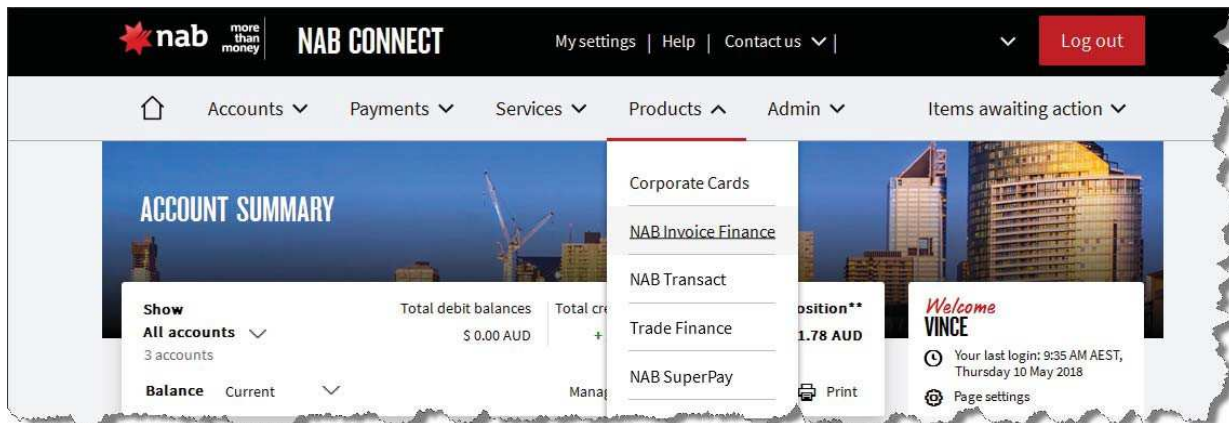 nab more than money NAB CONNECT My settings | Help | Contact us | Log out
Accounts Payments Services Products Admin Items awaiting action
Corporate Cards
ACCOUNT SUMMARY
NAB Invoice Finance
NAB Transact
Show Total debit balances Total cre osition** Welcome
All accounts $ 0.00 AUD + Trade Finance 1.78 AUD VINCE
3 accounts Your last login: 9:35 AM AEST,
Thursday 10 May 2018
NAB SuperPay
Balance Current Manag Print Page settings